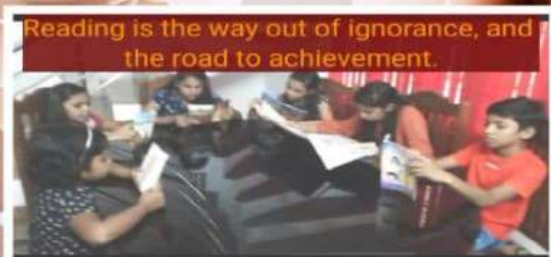 Reading is the way out of ignorance, and
the road to achievement.